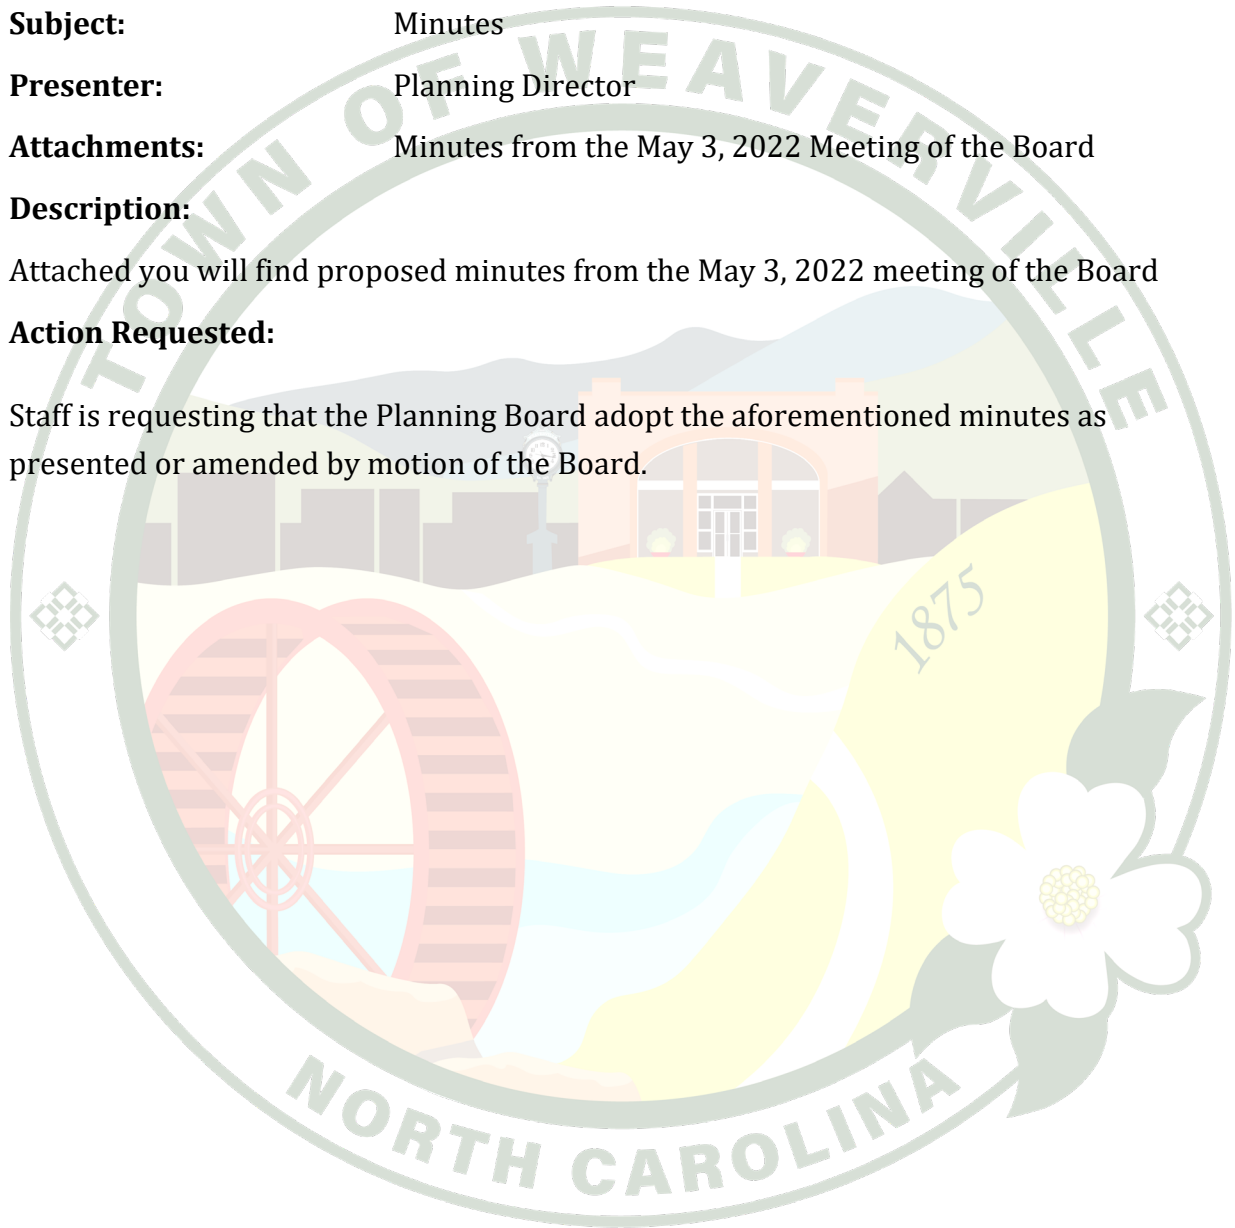 Subject: Minutes
Presenter: Planning Director
Attachments: Minutes from the May 3, 2022 Meeting of the Board
Description:
Attached you will find proposed minutes from the May 3, 2022 meeting of the Board
Action Requested:
Staff is requesting that the Planning Board adopt the aforementioned minutes as
presented or amended by motion of the Board.
TOWN OF WEAVERVILLE
1875
NORTH CAROLINA